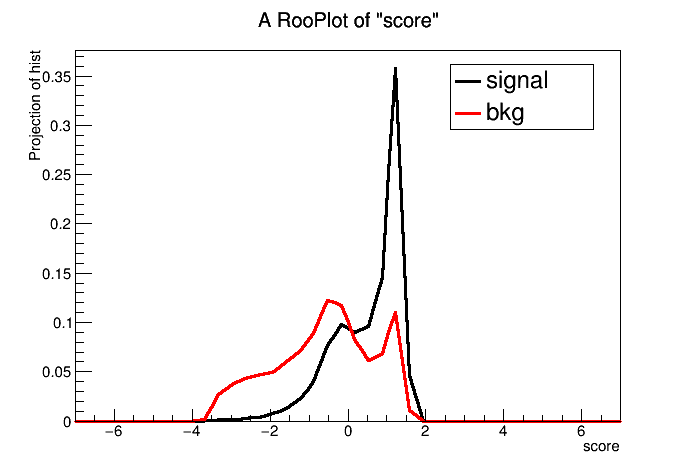 A RooPlot of "score"
Projection of hist
signal
bkg
0.35
0.3
0.25
0.2
0.15
0.1
0.05
0
−6 −4 −2 0 2 4 6
score